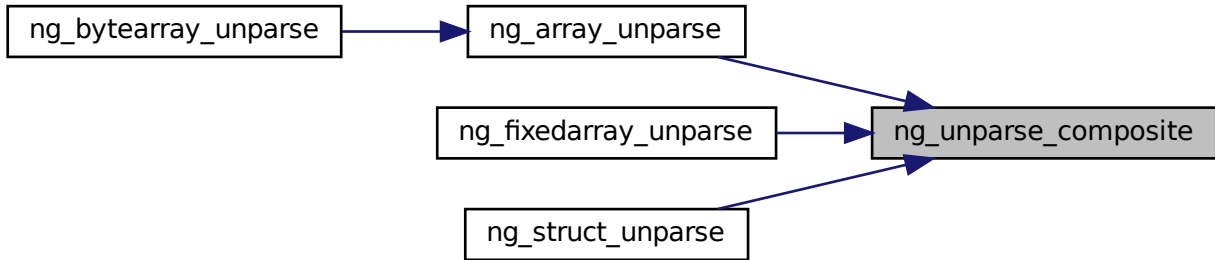 ng_bytearray_unparse
ng_array_unparse
ng_fixedarray_unparse
ng_unparse_composite
ng_struct_unparse